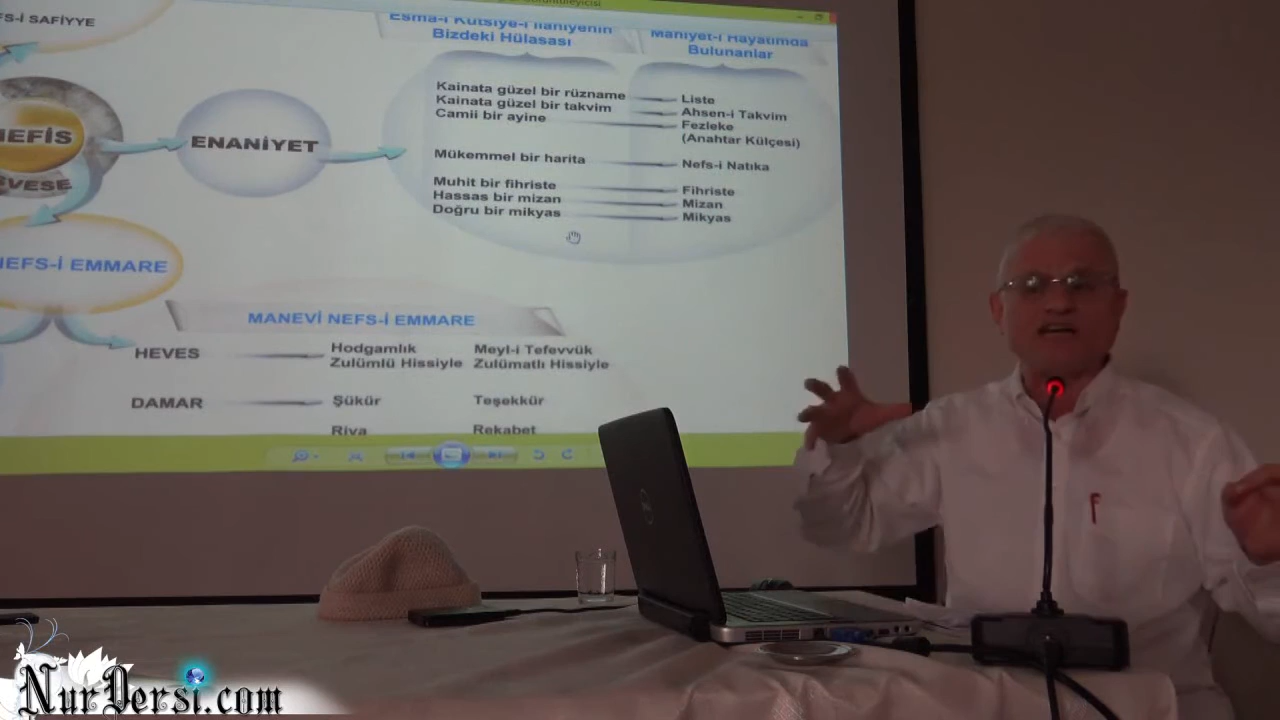 FS-İ SAFİYYE
Esma-i Kutsiye-i İlahiyenin
Bizdeki Hülasası
Mahiyet-i Hayatımda
Bulunanlar
NEFİS
VESVESE
ENANİYET
Kainata güzel bir rüzname
Liste
Kainata güzel bir takvim
Ahsen-i Takvim
Camii bir ayine
Fezleke
(Anahtar Külçesi)
Mükemmel bir harita
Nefs-i Natıka
Muhit bir fihriste
Fihriste
Hassas bir mizan
Mizan
Doğru bir mikyas
Mikyas
NEFS-İ EMMARE
MANEVİ NEFS-İ EMMARE
HEVES
Hodgamlık
Meyl-i Tefevvük
Zulümlü Hissiyle
Zulümatlı Hissiyle
DAMAR
Şükür
Teşekkür
Riya
Rekabet
NurDersi.com